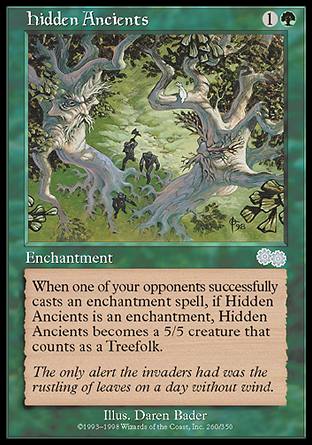 Hidden Ancients 1
Enchantment
When one of your opponents successfully
casts an enchantment spell, if Hidden
Ancients is an enchantment, Hidden
Ancients becomes a 5/5 creature that
counts as a Treefolk.
The only alert the invaders had was the
rustling of leaves on a day without wind.
Illus. Daren Bader
©1993–1998 Wizards of the Coast, Inc. 260/350